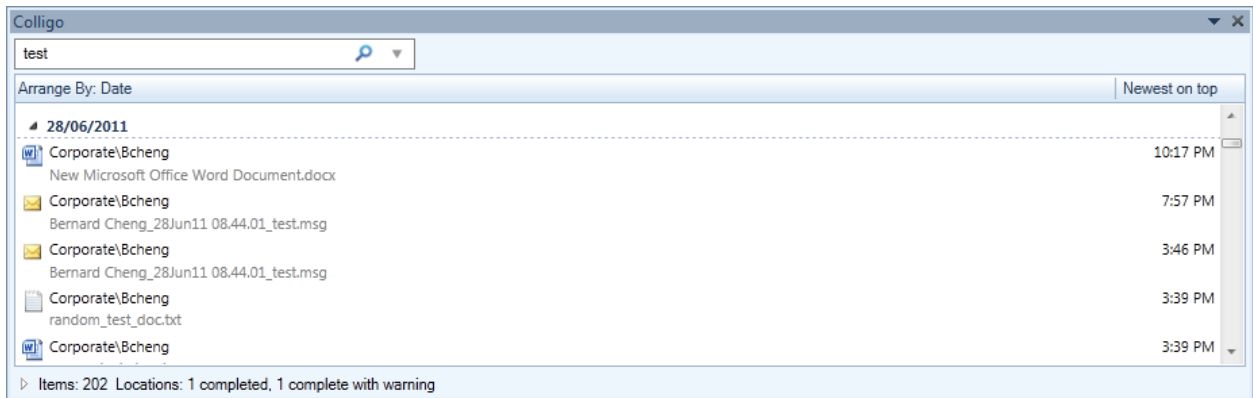 Colligo
test
Arrange By: Date Newest on top
28/06/2011
Corporate\Bcheng 10:17 PM
New Microsoft Office Word Document.docx
Corporate\Bcheng 7:57 PM
Bernard Cheng_28Jun11 08.44.01_test.msg
Corporate\Bcheng 3:46 PM
Bernard Cheng_28Jun11 08.44.01_test.msg
Corporate\Bcheng 3:39 PM
random_test_doc.txt
Corporate\Bcheng 3:39 PM
Items: 202 Locations: 1 completed, 1 complete with warning